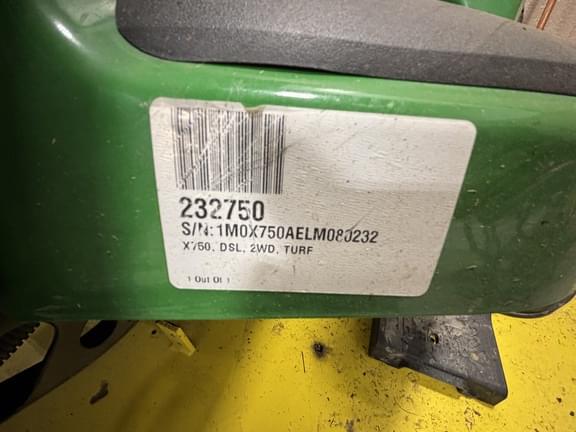 232750
S/N:1M0X750AELM080232
X750, DSL, 2WD, TURF
1 Out Of 1